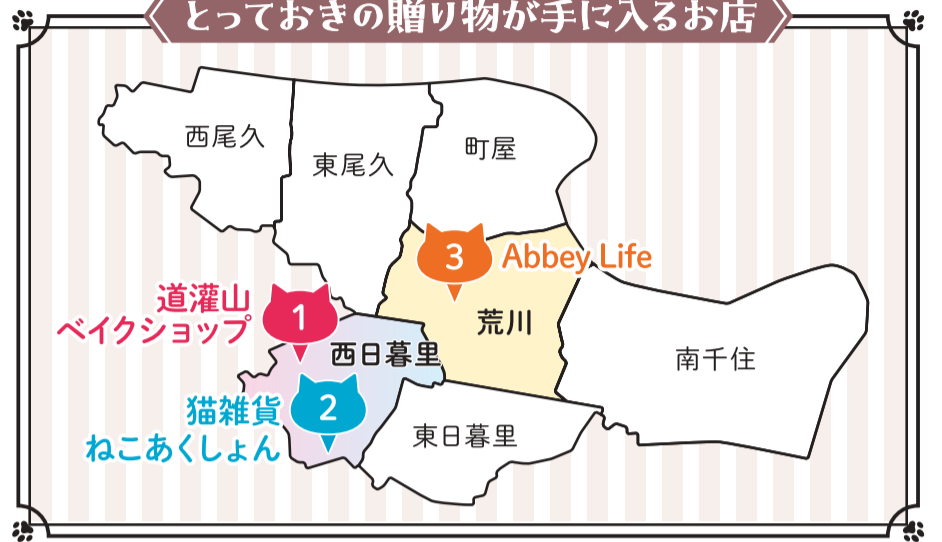 とっておきの贈り物が手に入るお店
西尾久
東尾久
町屋
3
Abbey Life
荒川
道灌山
ベイクショップ
1
西日暮里
南千住
猫雑貨
ねこあくしょん
2
東日暮里